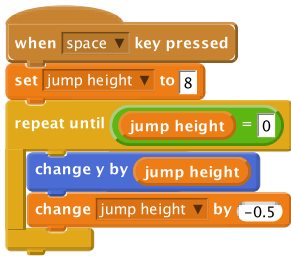 when space ▼ key pressed
set jump height ▼ to 8
repeat until jump height = 0
change y by jump height
change jump height ▼ by -0.5